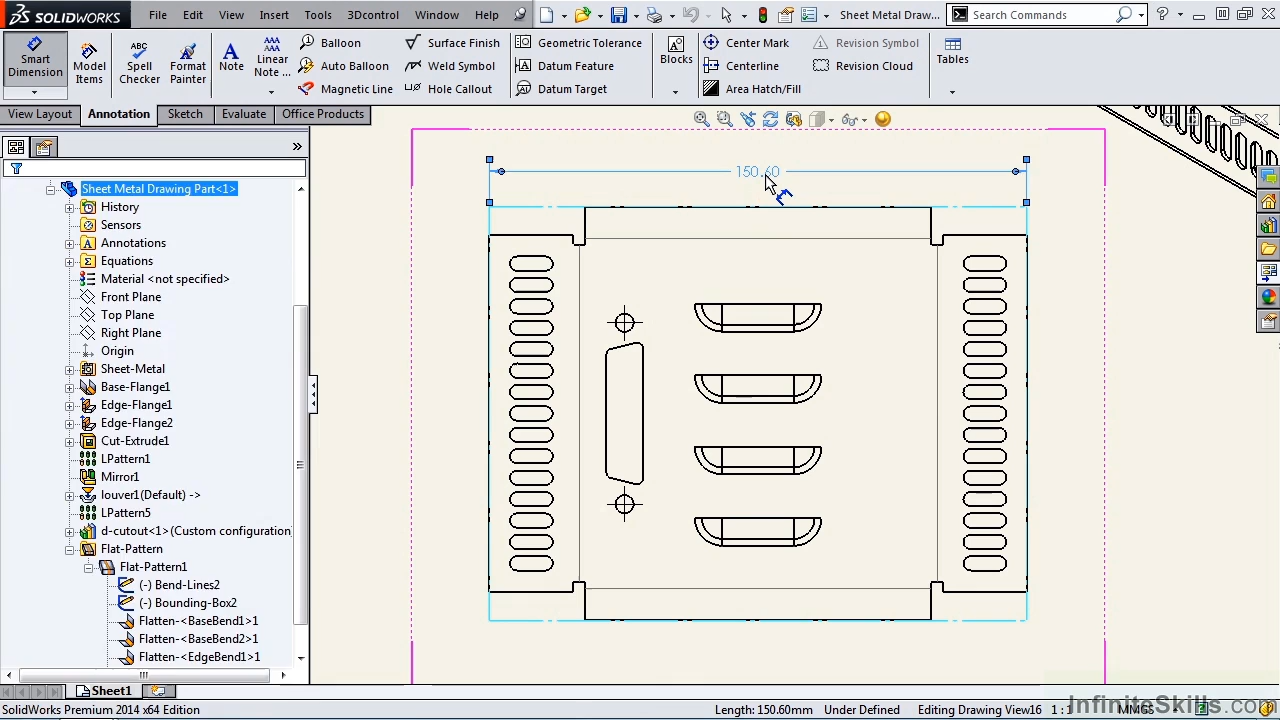 SOLIDWORKS
File Edit View Insert Tools 3Dcontrol Window Help
Sheet Metal Draw...
Search Commands
Smart Dimension
Model Items
Spell Checker
Format Painter
Note
Linear Note ...
Balloon
Auto Balloon
Magnetic Line
Surface Finish
Weld Symbol
Hole Callout
Geometric Tolerance
Datum Feature
Datum Target
Blocks
Center Mark
Centerline
Area Hatch/Fill
Revision Symbol
Revision Cloud
Tables
View Layout Annotation Sketch Evaluate Office Products
Sheet Metal Drawing Part<1>
History
Sensors
Annotations
Equations
Material <not specified>
Front Plane
Top Plane
Right Plane
Origin
Sheet-Metal
Base-Flange1
Edge-Flange1
Edge-Flange2
Cut-Extrude1
LPattern1
Mirror1
louver1(Default) ->
LPattern5
d-cutout<1>(Custom configuration)
Flat-Pattern
Flat-Pattern1
(-) Bend-Lines2
(-) Bounding-Box2
Flatten-<BaseBend1>1
Flatten-<BaseBend2>1
Flatten-<EdgeBend1>1
150.60
Sheet1
InfiniteSkills.com
SolidWorks Premium 2014 x64 Edition
Length: 150.60mm Under Defined Editing Drawing View16 1 : 1 MMGS